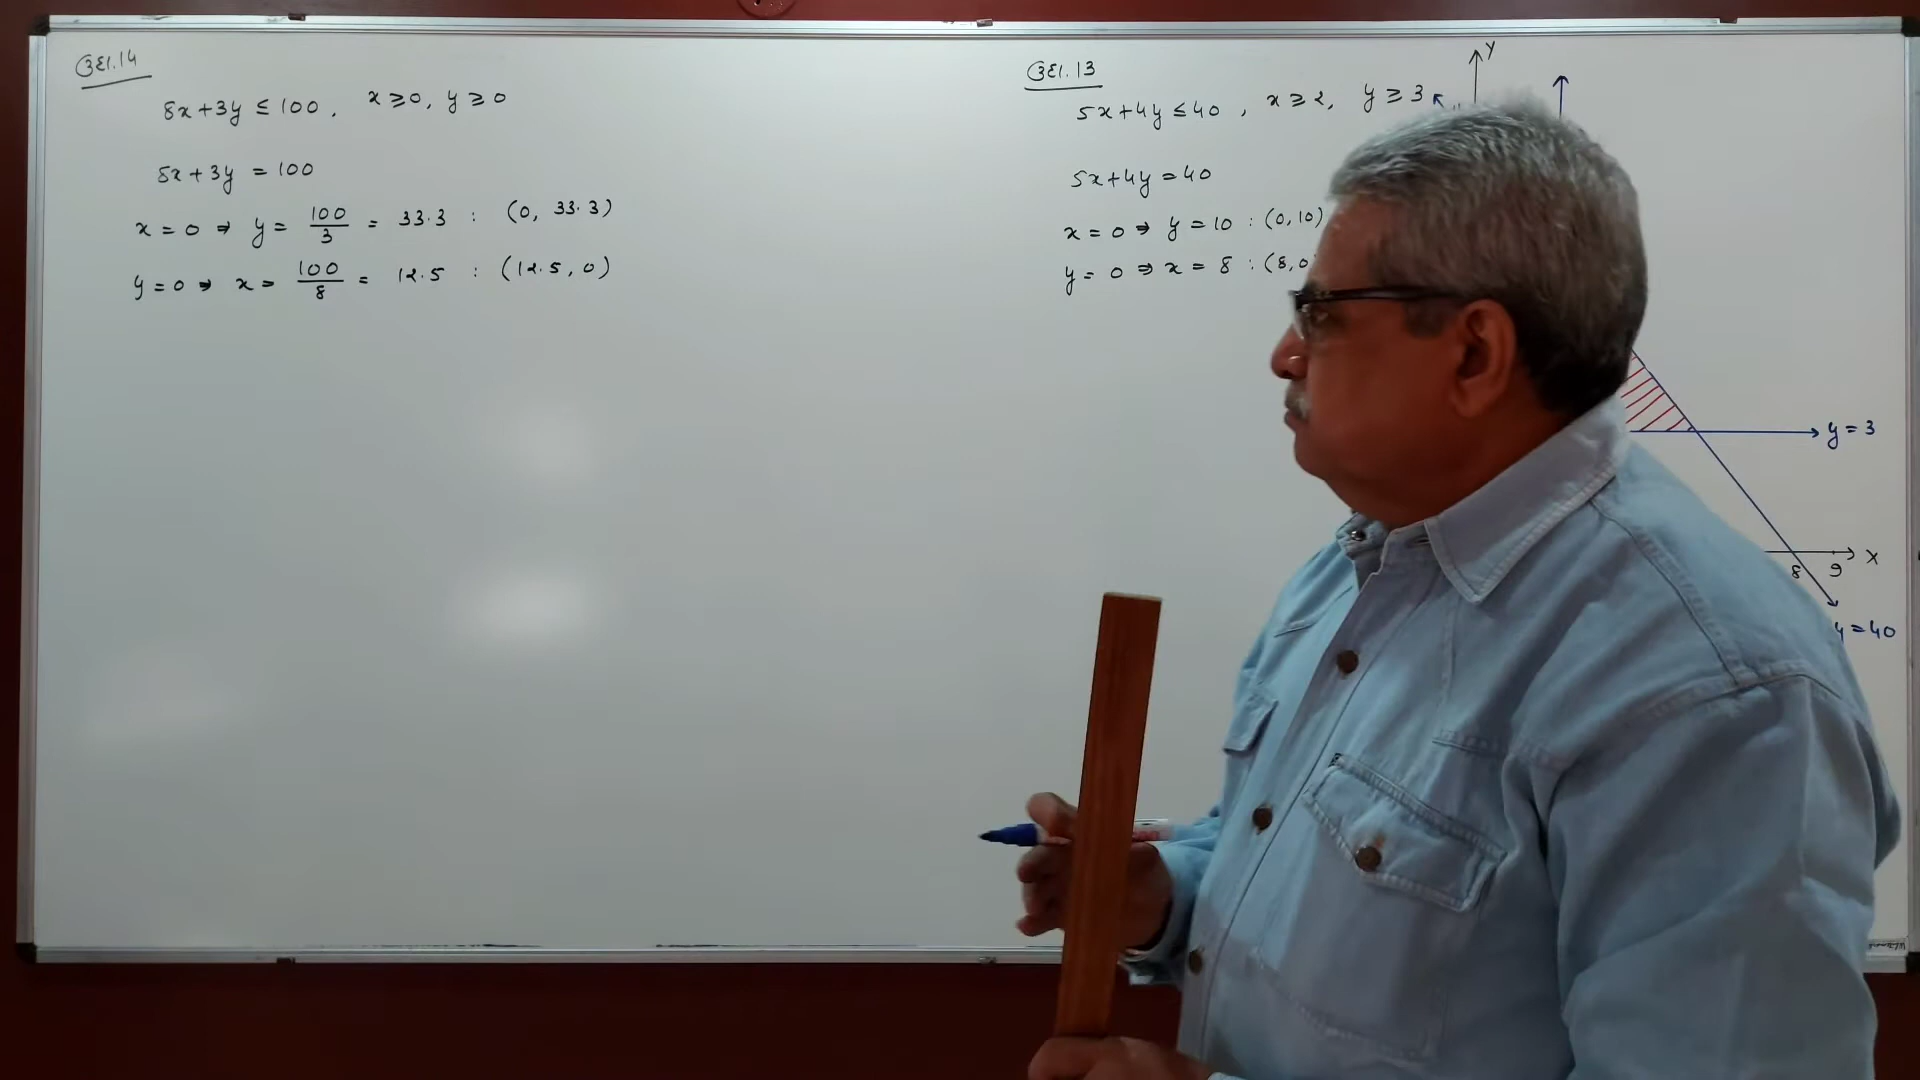 उदा.14
8x+3y ≤ 100, x ≥ 0, y ≥ 0
8x+3y = 100
x = 0 ⇒ y = 100/3 = 33.3 : (0, 33.3)
y = 0 ⇒ x = 100/8 = 12.5 : (12.5, 0)
उदा.13
5x+4y ≤ 40, x ≥ 2, y ≥ 3
5x+4y = 40
x = 0 ⇒ y = 10 : (0,10)
y = 0 ⇒ x = 8 : (8,0
Y
y = 3
X
8 9
y = 40